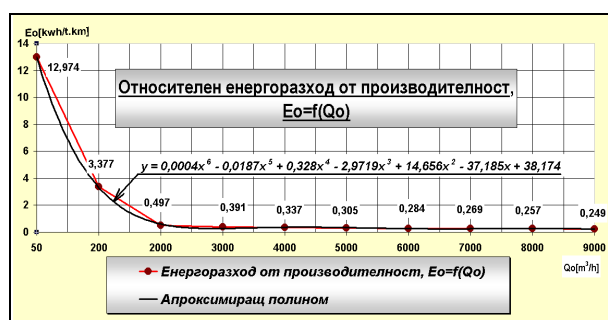 Eo[kwh/t.km]
14
12
10
8
6
4
2
0
Относителен енергоразход от производителност,
Eo=f(Qo)
y = 0,0004x⁶ - 0,0187x⁵ + 0,328x⁴ - 2,9719x³ + 14,656x² - 37,185x + 38,174
12,974
3,377
0,497
0,391
0,337
0,305
0,284
0,269
0,257
0,249
50 200 2000 3000 4000 5000 6000 7000 8000 9000
Qo[m³/h]
Енергоразход от производителност, Eo=f(Qo)
Апроксимиращ полином